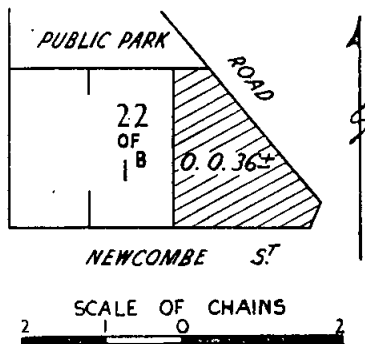 PUBLIC PARK
ROAD
22
OF
1B
0. 0. 36±
NEWCOMBE ST
SCALE OF CHAINS
2 1 0 2